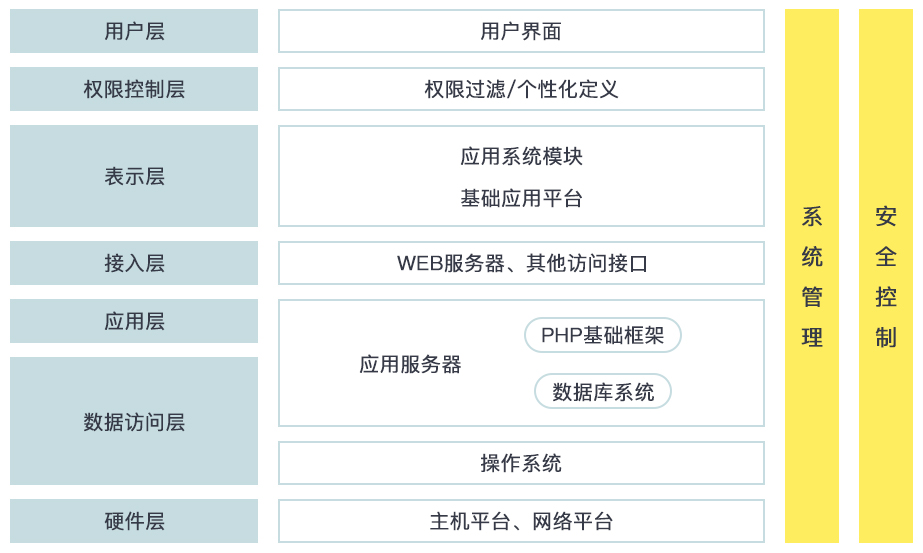 用户层
用户界面
权限控制层
权限过滤/个性化定义
表示层
应用系统模块
基础应用平台
接入层
WEB服务器、其他访问接口
应用层
应用服务器
PHP基础框架
数据库系统
数据访问层
操作系统
硬件层
主机平台、网络平台
系统管理
安全控制